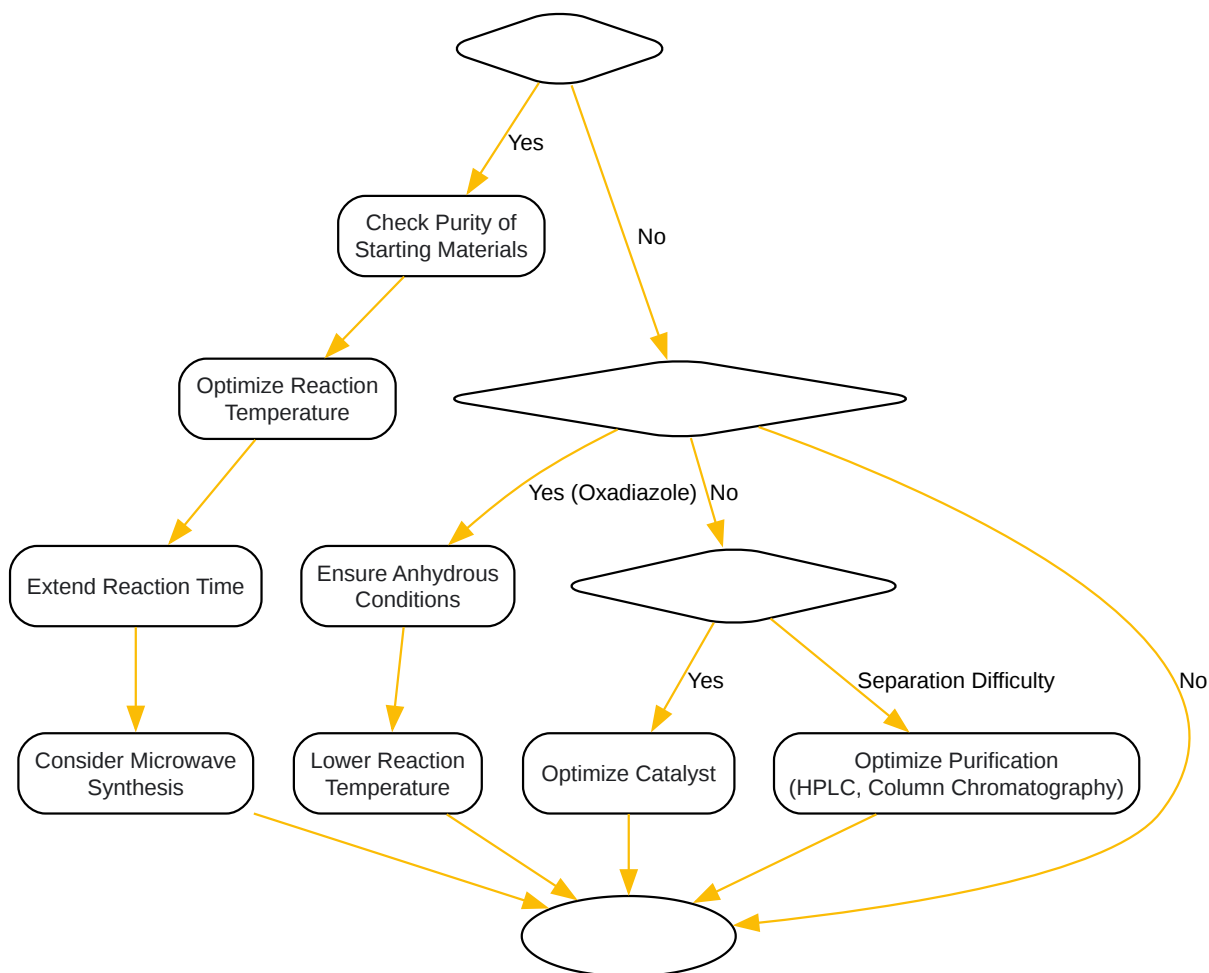 Yes
Check Purity of
Starting Materials
No
Optimize Reaction
Temperature
Yes (Oxadiazole)
No
Extend Reaction Time
Ensure Anhydrous
Conditions
Yes
Separation Difficulty
No
Consider Microwave
Synthesis
Lower Reaction
Temperature
Optimize Catalyst
Optimize Purification
(HPLC, Column Chromatography)